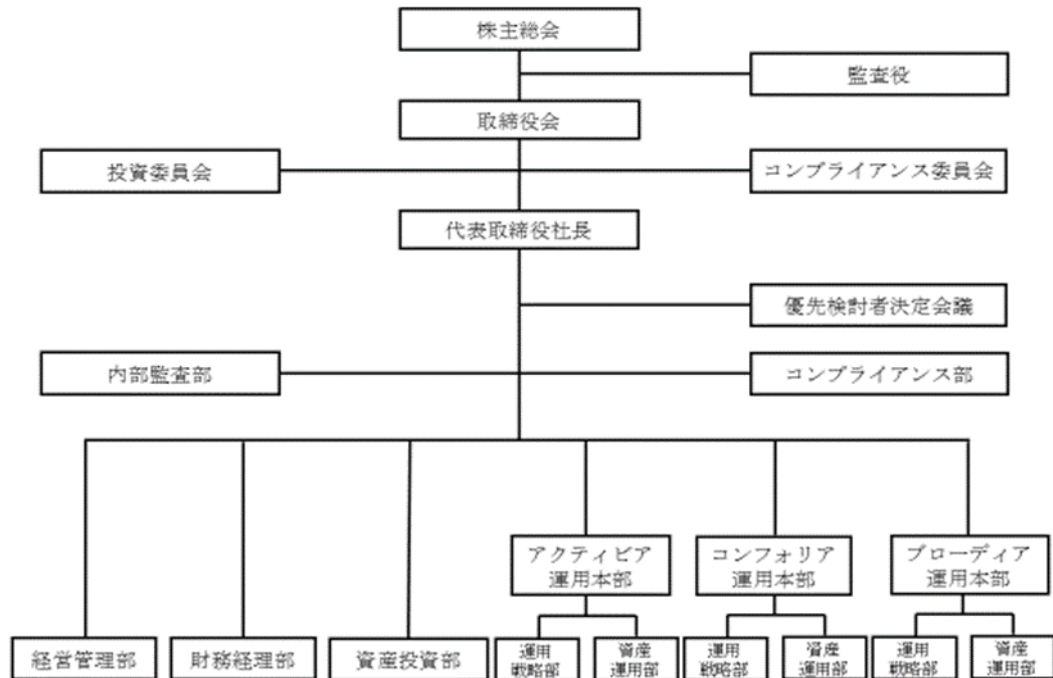 株主総会
監査役
取締役会
投資委員会
コンプライアンス委員会
代表取締役社長
優先検討者決定会議
内部監査部
コンプライアンス部
アクティビア
運用本部
コンフォリア
運用本部
ブローディア
運用本部
経営管理部
財務経理部
資産投資部
運用
戦略部
資産
運用部
運用
戦略部
資産
運用部
運用
戦略部
資産
運用部